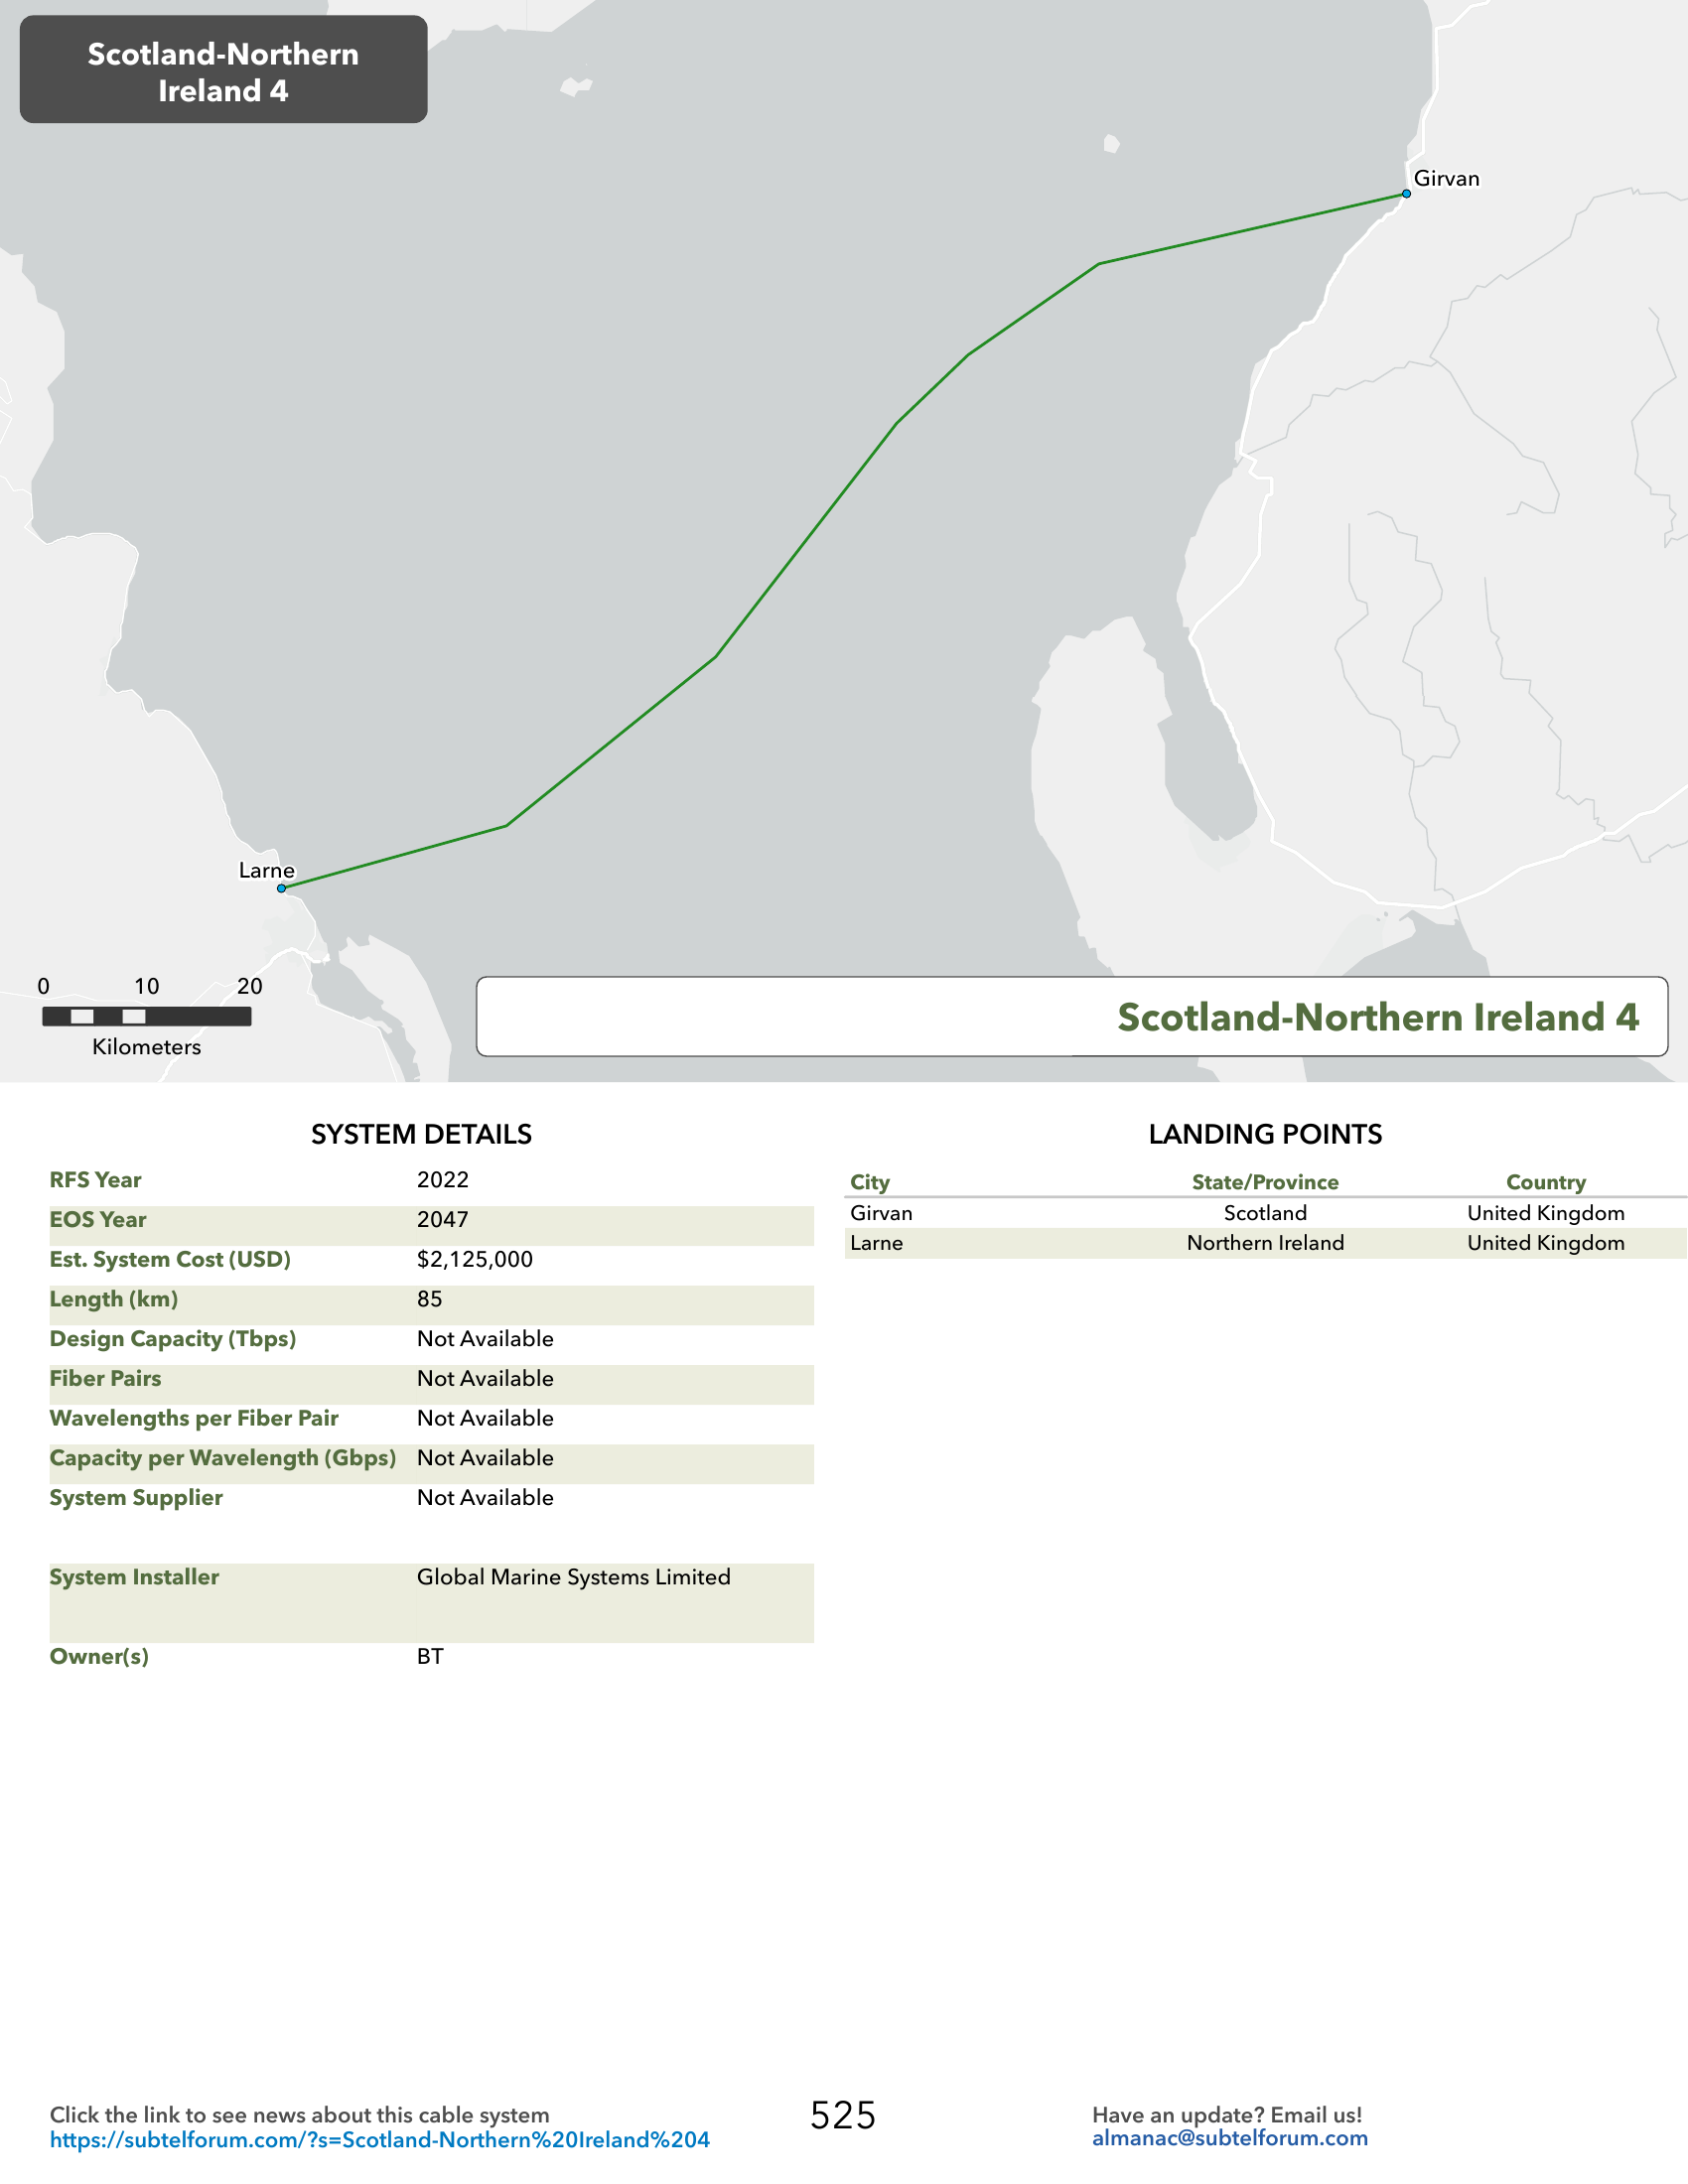 Scotland-Northern
Ireland 4
Girvan
Larne
0 10 20
Kilometers
Scotland-Northern Ireland 4
SYSTEM DETAILS
RFS Year 2022
EOS Year 2047
Est. System Cost (USD) $2,125,000
Length (km) 85
Design Capacity (Tbps) Not Available
Fiber Pairs Not Available
Wavelengths per Fiber Pair Not Available
Capacity per Wavelength (Gbps) Not Available
System Supplier Not Available
System Installer Global Marine Systems Limited
Owner(s) BT
LANDING POINTS
City State/Province Country
Girvan Scotland United Kingdom
Larne Northern Ireland United Kingdom
Click the link to see news about this cable system
https://subtelforum.com/?s=Scotland-Northern%20Ireland%204
525
Have an update? Email us!
almanac@subtelforum.com